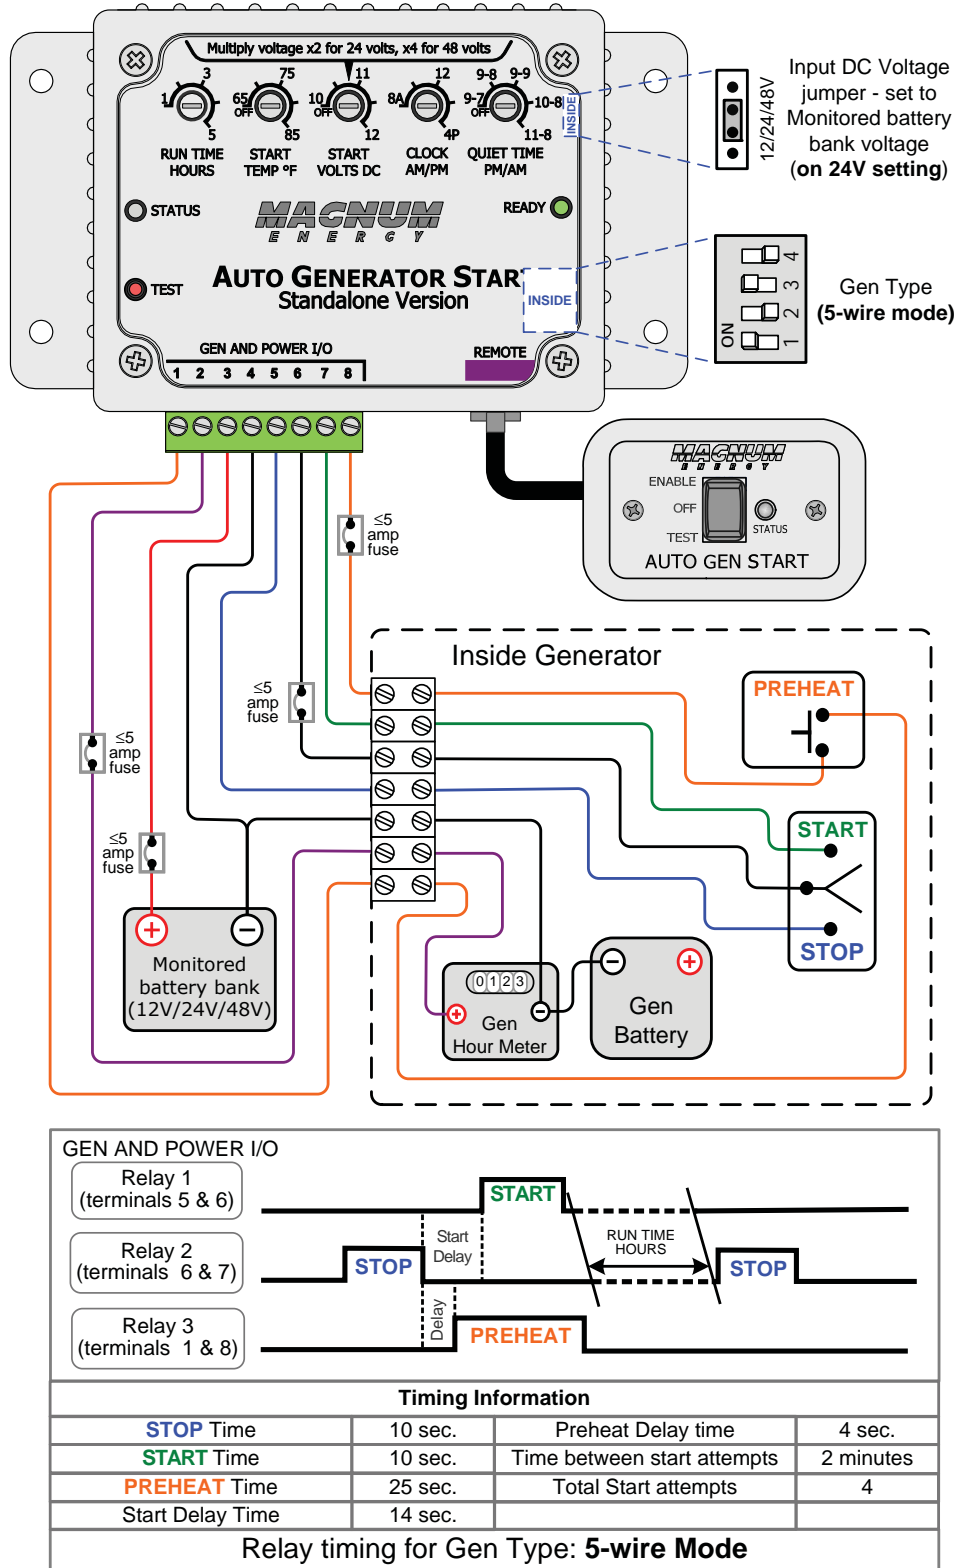 Multiply voltage x2 for 24 volts, x4 for 48 volts
1 3 5
RUN TIME
HOURS
65 OFF 75 85
START
TEMP ºF
10 OFF 11 12
START
VOLTS DC
8A 12 4P
CLOCK
AM/PM
9-7 OFF 9-8 9-9 10-8 11-8
QUIET TIME
PM/AM
INSIDE
12/24/48V
Input DC Voltage
jumper - set to
Monitored battery
bank voltage
(on 24V setting)
STATUS
MAGNUM
ENERGY
READY
TEST
AUTO GENERATOR STAR
Standalone Version
INSIDE
ON
1 2 3 4
Gen Type
(5-wire mode)
GEN AND POWER I/O
1 2 3 4 5 6 7 8
REMOTE
MAGNUM
ENERGY
ENABLE
OFF
TEST
STATUS
AUTO GEN START
≤5
amp
fuse
≤5
amp
fuse
≤5
amp
fuse
≤5
amp
fuse
Inside Generator
PREHEAT
START
STOP
Monitored
battery bank
(12V/24V/48V)
0 1 2 3
Gen
Hour Meter
Gen
Battery
GEN AND POWER I/O
Relay 1
(terminals 5 & 6)
START
Relay 2
(terminals 6 & 7)
STOP
Start
Delay
RUN TIME
HOURS
STOP
Relay 3
(terminals 1 & 8)
Delay
PREHEAT
Timing Information
STOP Time 10 sec. Preheat Delay time 4 sec.
START Time 10 sec. Time between start attempts 2 minutes
PREHEAT Time 25 sec. Total Start attempts 4
Start Delay Time 14 sec.
Relay timing for Gen Type: 5-wire Mode